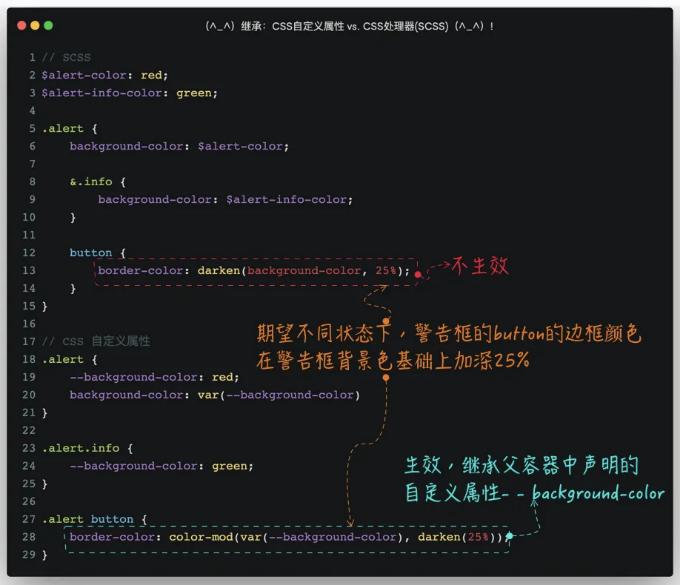 (^_^) 继承：CSS自定义属性 vs. CSS处理器(SCSS) (^_^) !
1 // SCSS
2 $alert-color: red;
3 $alert-info-color: green;
4
5 .alert {
6 background-color: $alert-color;
7
8 &.info {
9 background-color: $alert-info-color;
10 }
11
12 button {
13 border-color: darken(background-color, 25%);
不生效
14 }
15 }
16
期望不同状态下，警告框的button的边框颜色
在警告框背景色基础上加深25%
17 // CSS 自定义属性
18 .alert {
19 --background-color: red;
20 background-color: var(--background-color)
21 }
22
23 .alert.info {
24 --background-color: green;
25 }
26
生效，继承父容器中声明的
自定义属性--background-color
27 .alert button {
28 border-color: color-mod(var(--background-color), darken(25%));
29 }